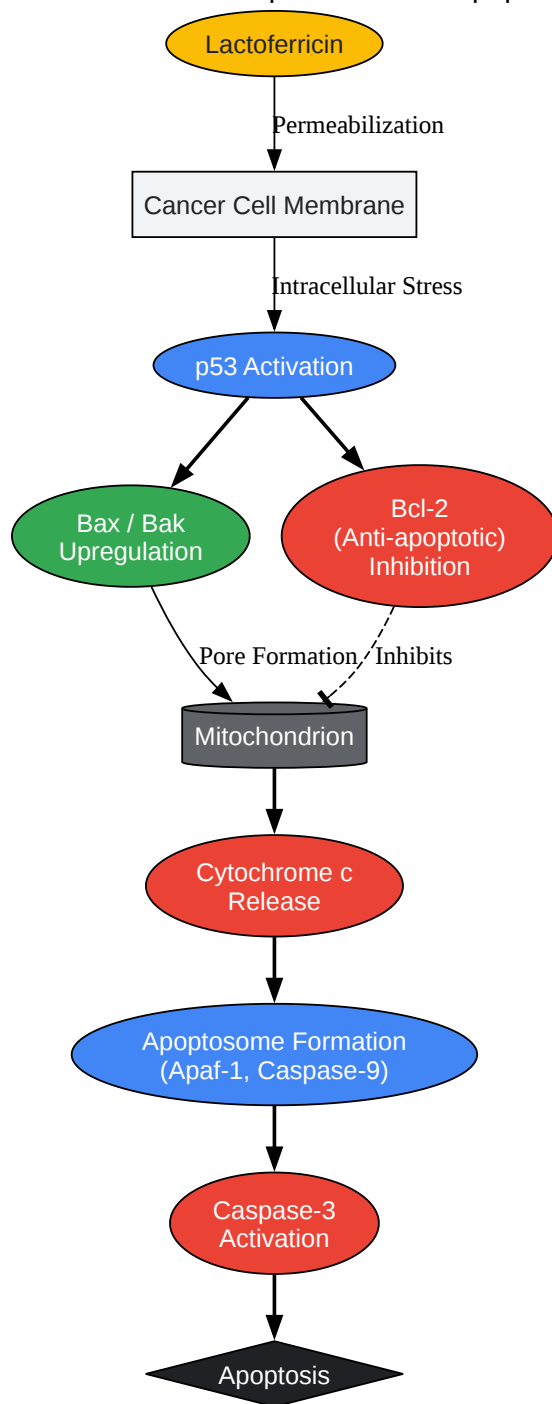 Lactoferricin
Permeabilization
Cancer Cell Membrane
Intracellular Stress
p53 Activation
Bax / Bak
Upregulation
Bcl-2
(Anti-apoptotic)
Inhibition
Pore Formation
Inhibits
Mitochondrion
Cytochrome c
Release
Apoptosome Formation
(Apaf-1, Caspase-9)
Caspase-3
Activation
Apoptosis